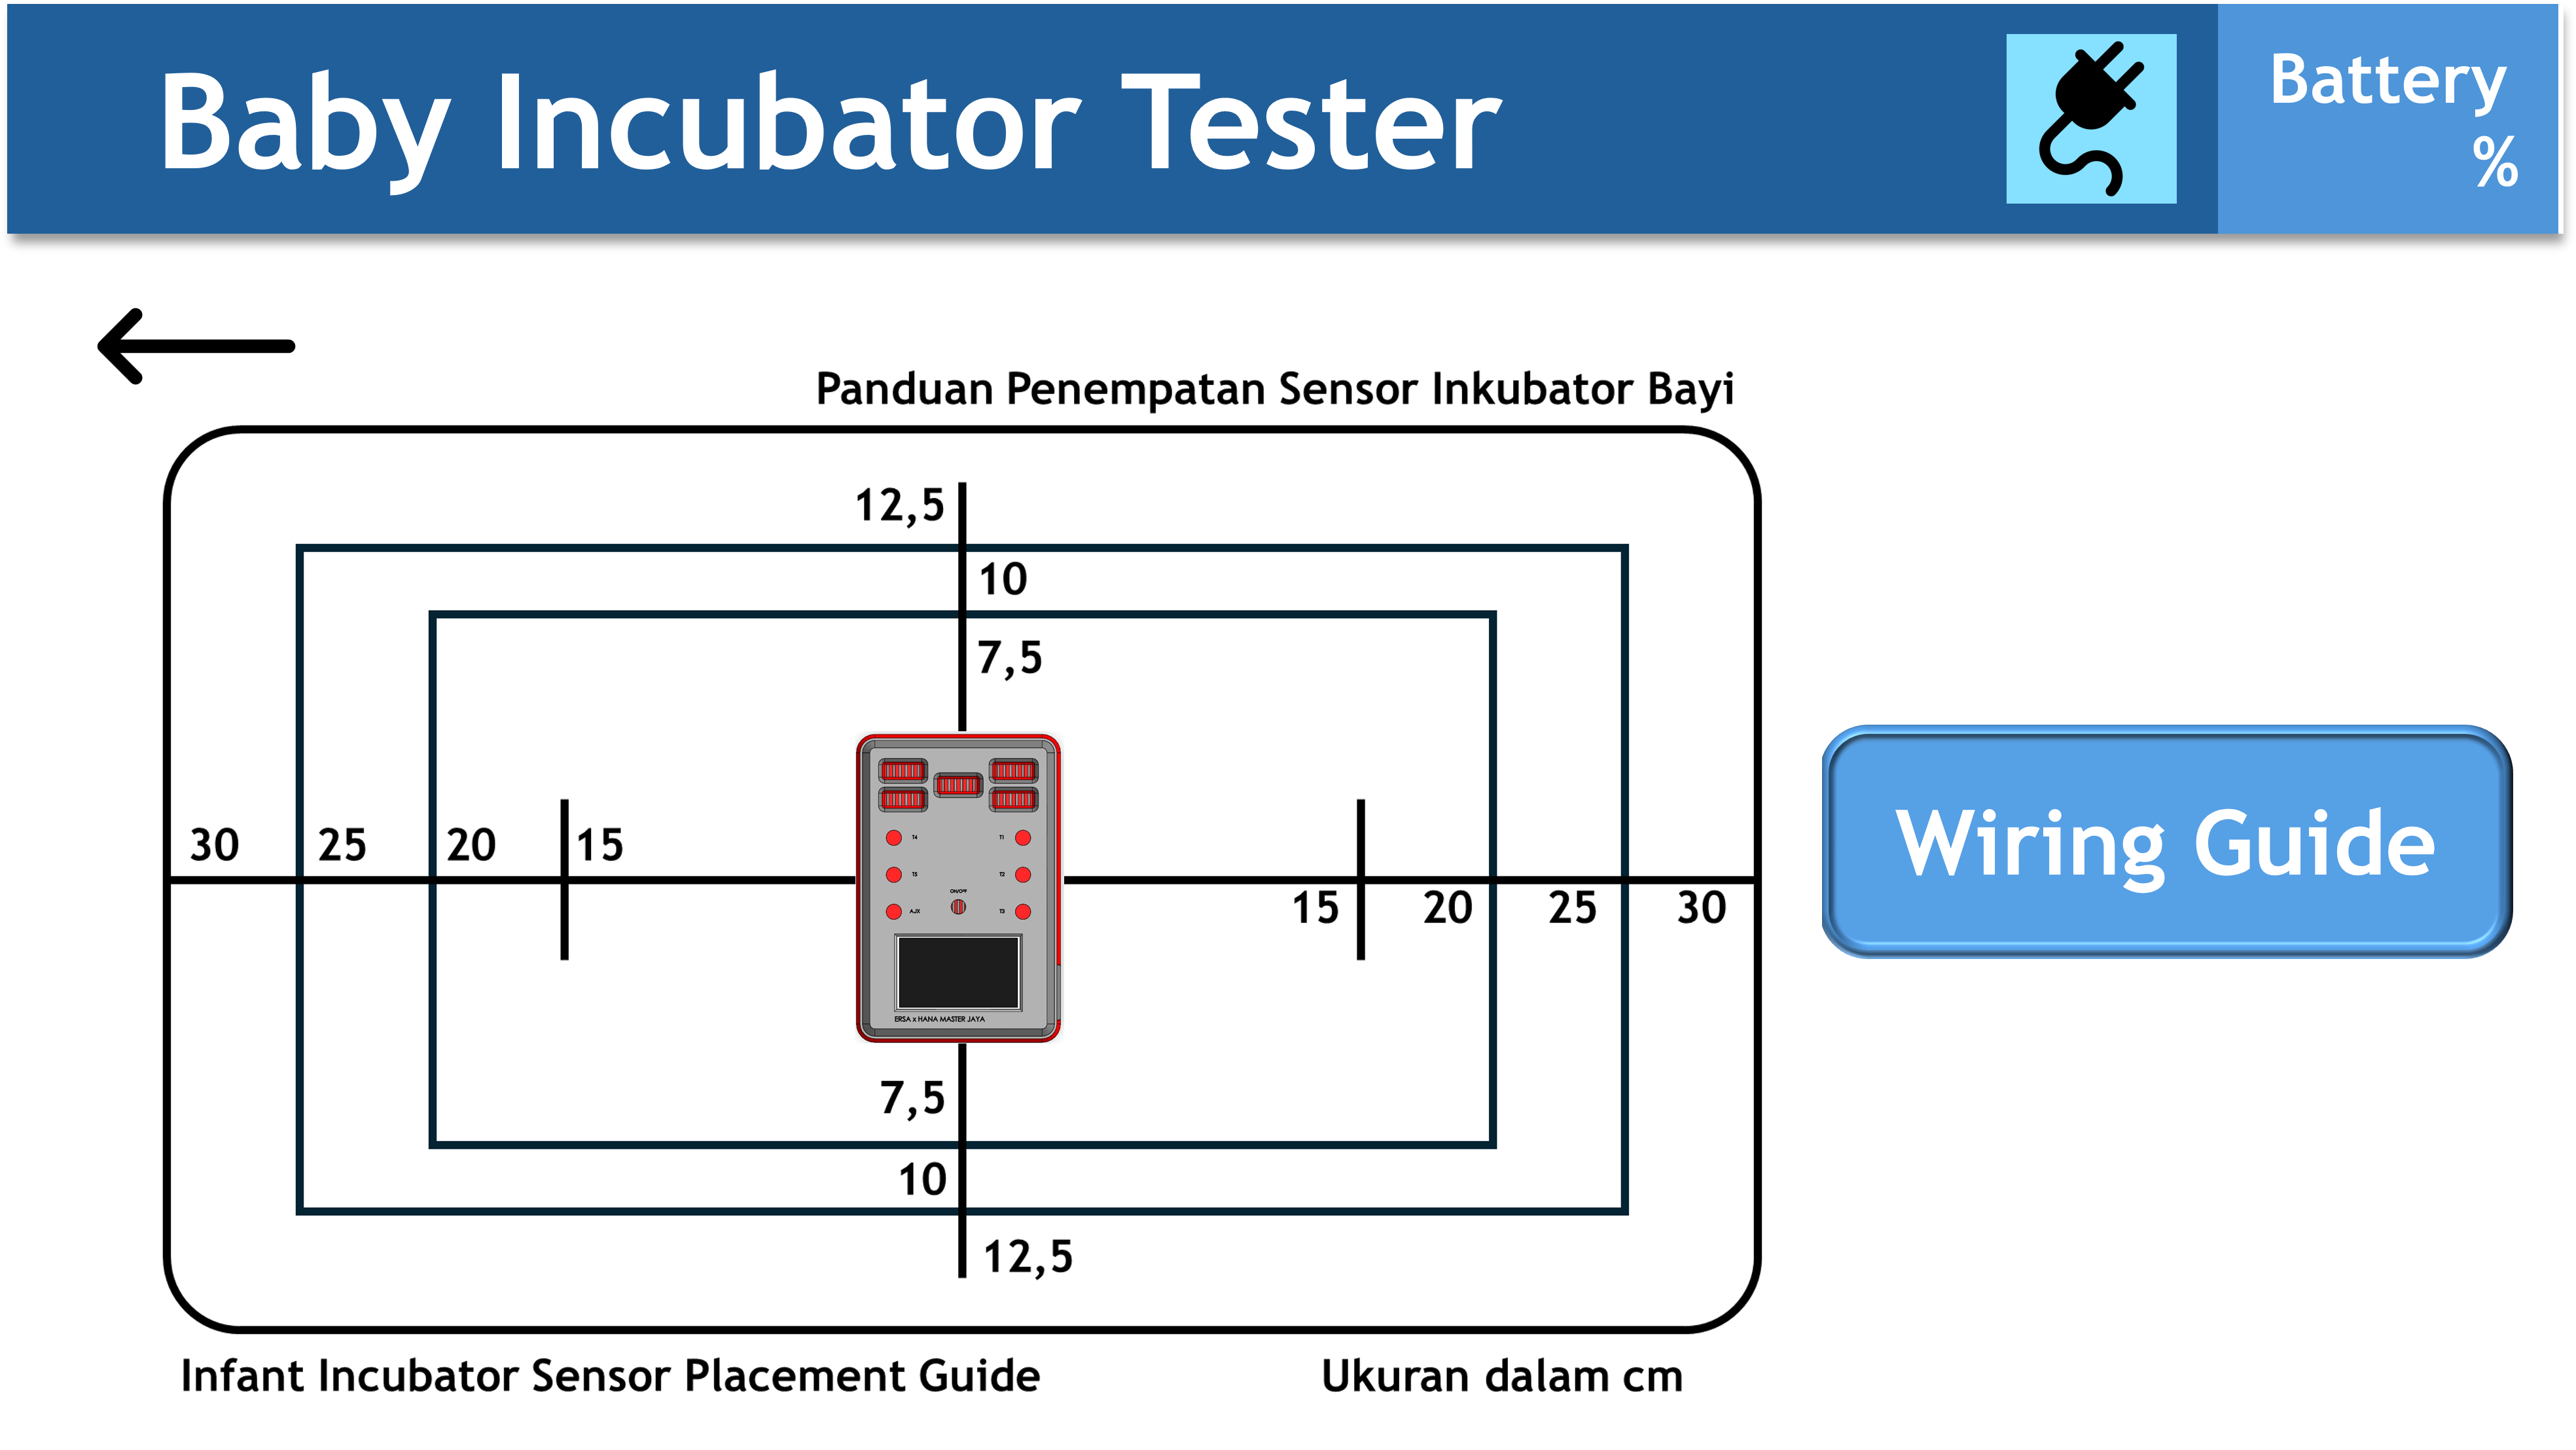 Baby Incubator Tester
Battery
%
Panduan Penempatan Sensor Inkubator Bayi
12,5
10
7,5
T4
T1
30
25
20
15
T5
T2
ON/OFF
15
20
25
30
AUX
T3
ERSA x HANA MASTER JAYA
7,5
10
12,5
Wiring Guide
Infant Incubator Sensor Placement Guide
Ukuran dalam cm